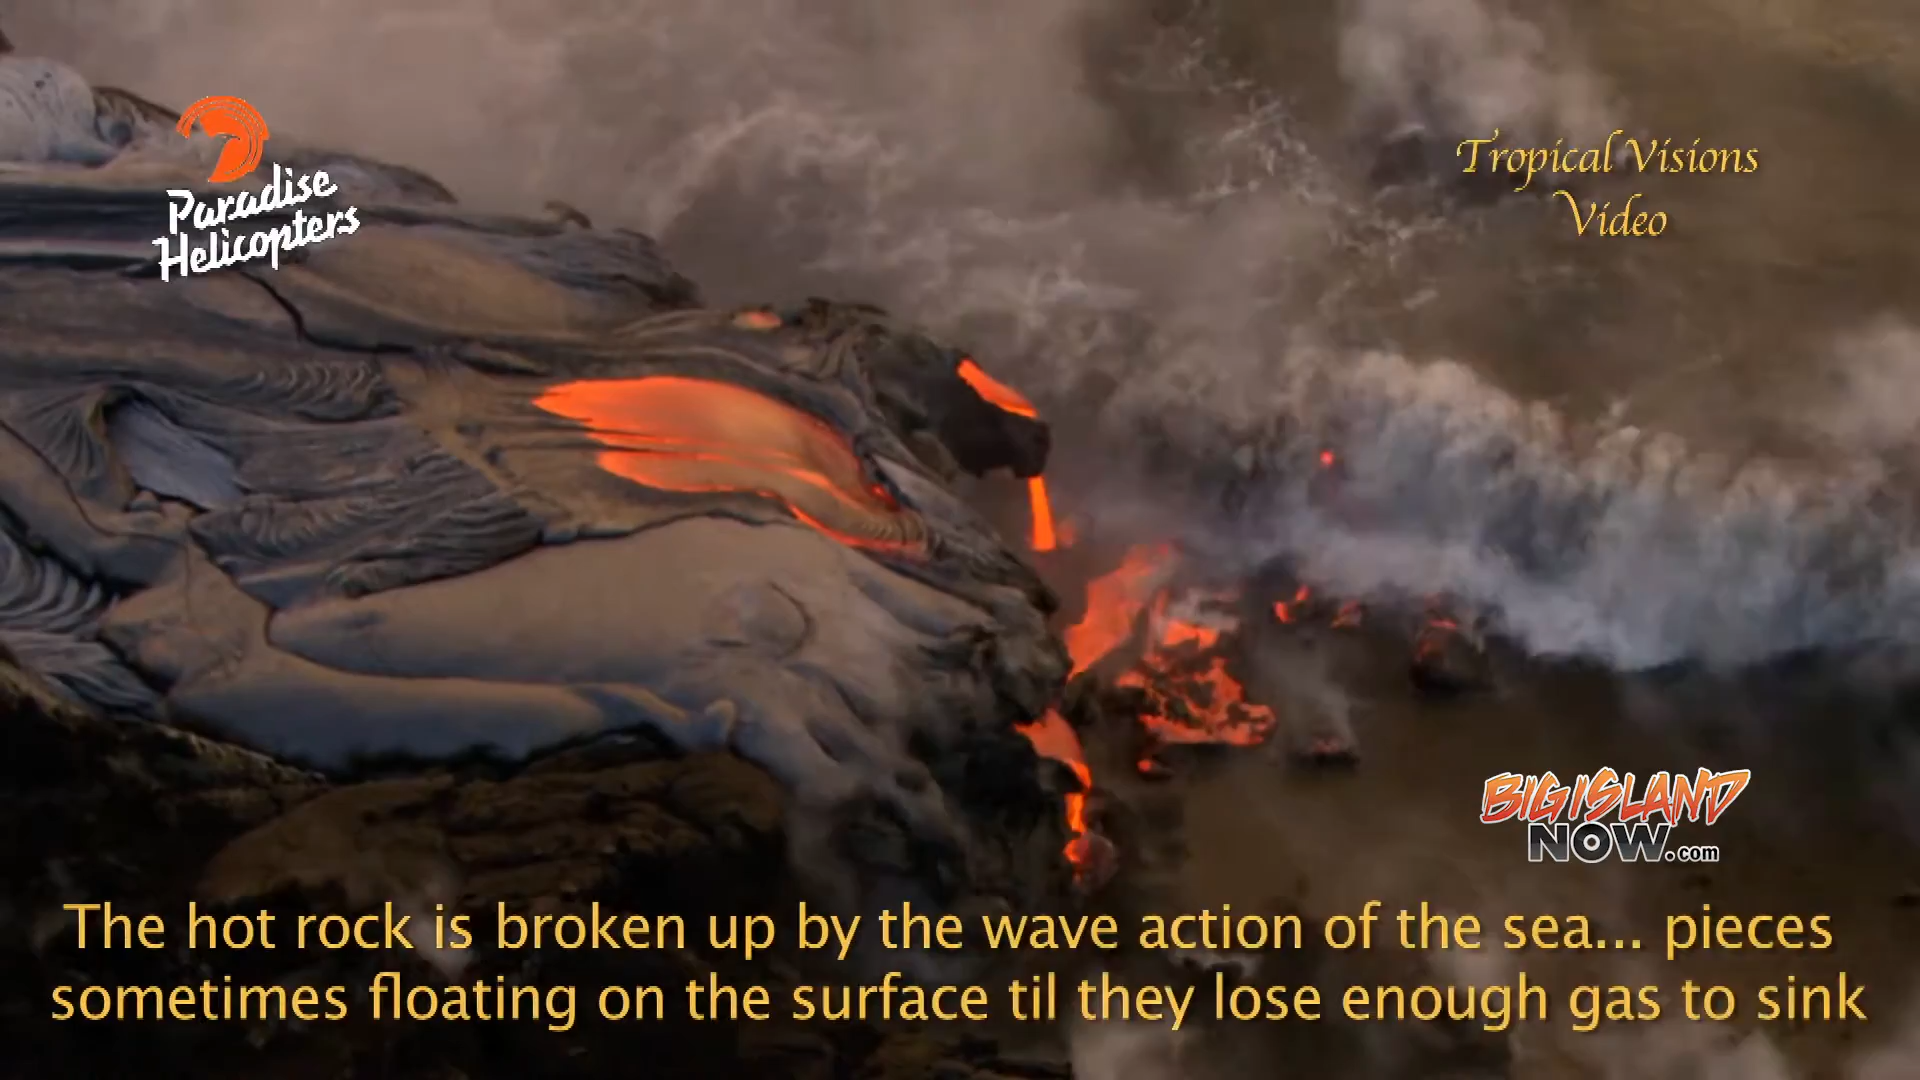 Paradise
Helicopters
Tropical Visions
Video
BIG ISLAND
NOW.com
The hot rock is broken up by the wave action of the sea... pieces
sometimes floating on the surface til they lose enough gas to sink